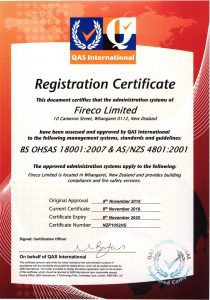 QAS International
Registration Certificate
This document certifies that the administration systems of
Fireco Limited
10 Cameron Street, Whangarei 0112, New Zealand
have been assessed and approved by QAS International
to the following management systems, standards and guidelines:
BS OHSAS 18001:2007 & AS/NZS 4801:2001
The approved administration systems apply to the following:
Fireco Limited is located in Whangarei, New Zealand and provides building
compliance and fire safety services.
Original Approval
8th November 2018
Current Certificate
9th November 2019
Certificate Expiry
8th November 2020
Certificate Number
NZP1052HS
Signed: Certification Officer
On behalf of QAS International